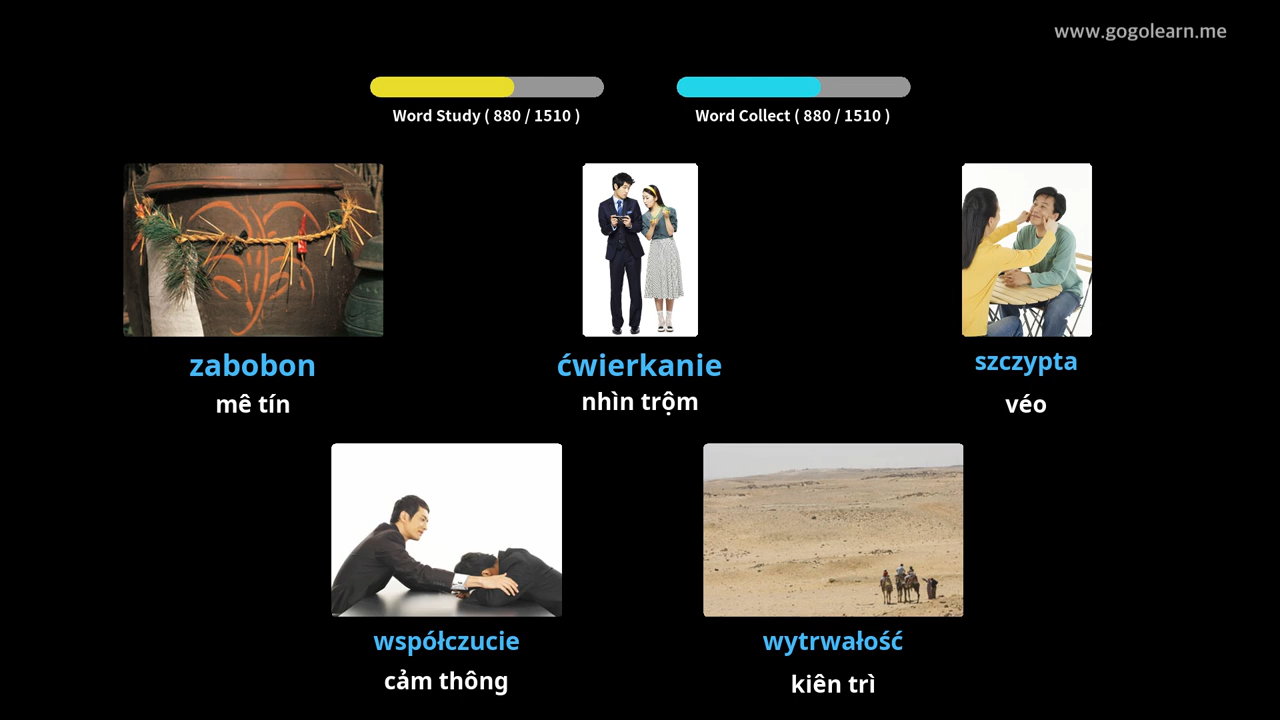 www.gogolearn.me
Word Study ( 880 / 1510 )
Word Collect ( 880 / 1510 )
zabobon
mê tín
ćwierkanie
nhìn trộm
szczypta
véo
współczucie
cảm thông
wytrwałość
kiên trì